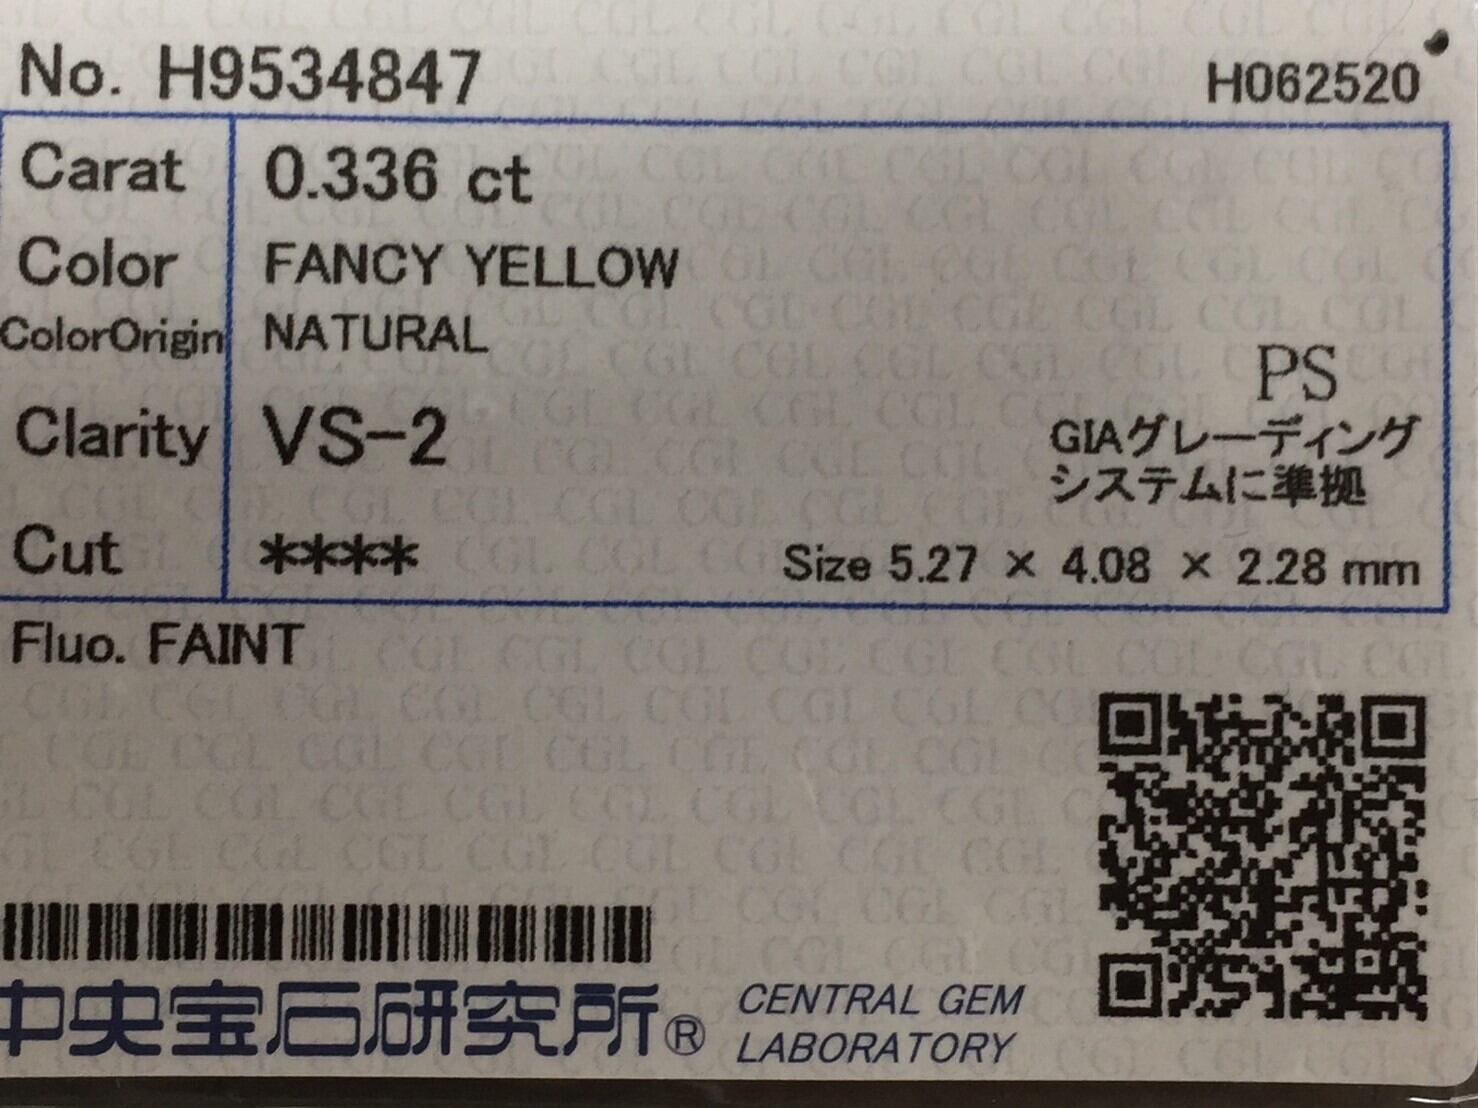 No. H9534847
H062520
Carat 0.336 ct
Color FANCY YELLOW
ColorOrigin NATURAL
Clarity VS-2
PS
GIAグレーディング
システムに準拠
Cut ****
Size 5.27 × 4.08 × 2.28 mm
Fluo. FAINT
中央宝石研究所®
CENTRAL GEM
LABORATORY